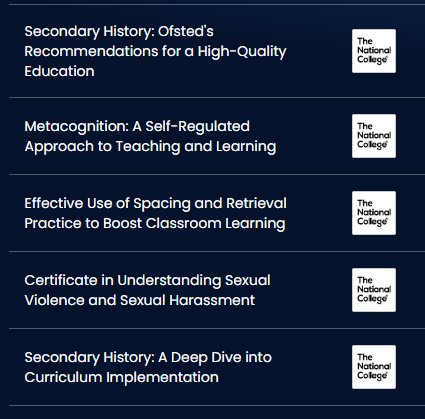 Secondary History: Ofsted's
Recommendations for a High-Quality
Education
The
National
College
Metacognition: A Self-Regulated
Approach to Teaching and Learning
The
National
College
Effective Use of Spacing and Retrieval
Practice to Boost Classroom Learning
The
National
College
Certificate in Understanding Sexual
Violence and Sexual Harassment
The
National
College
Secondary History: A Deep Dive into
Curriculum Implementation
The
National
College